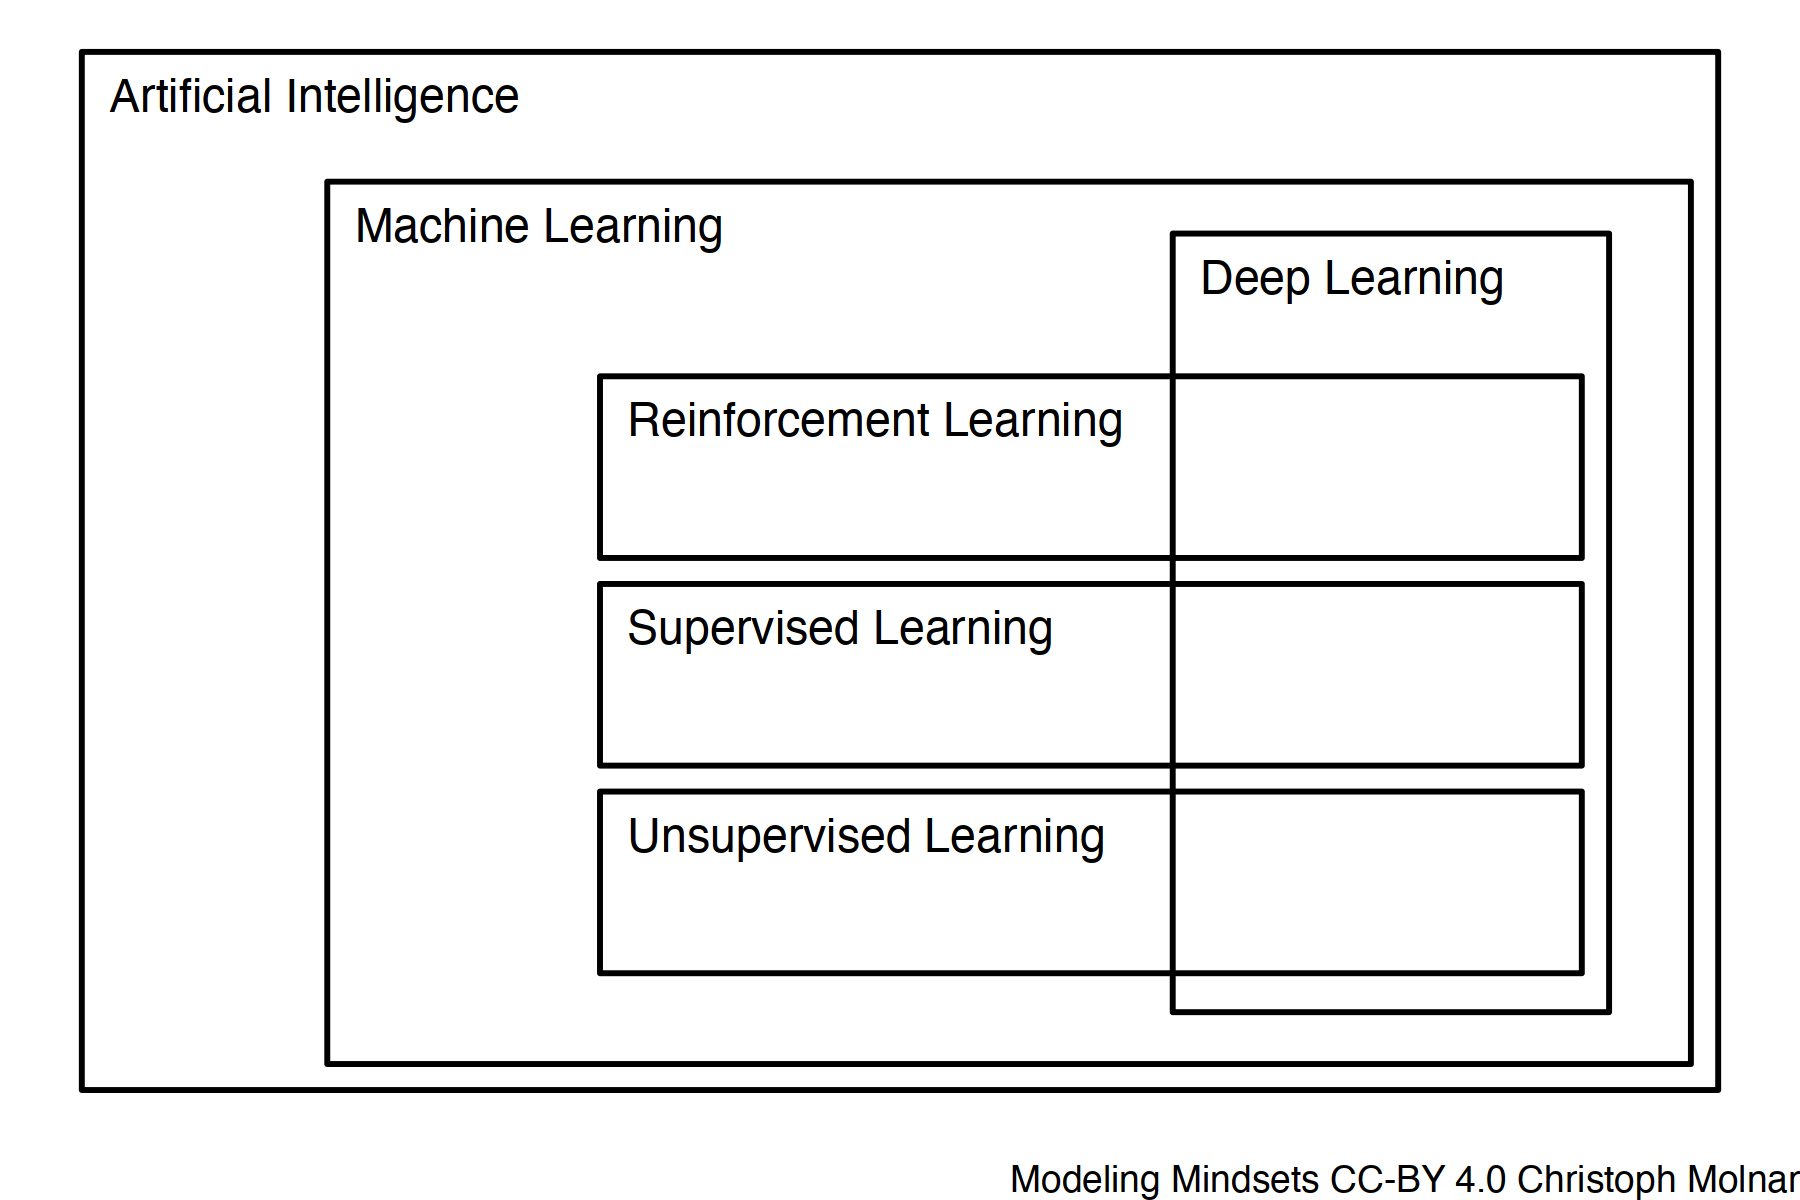 Artificial Intelligence
Machine Learning
Deep Learning
Reinforcement Learning
Supervised Learning
Unsupervised Learning
Modeling Mindsets CC-BY 4.0 Christoph Molnar